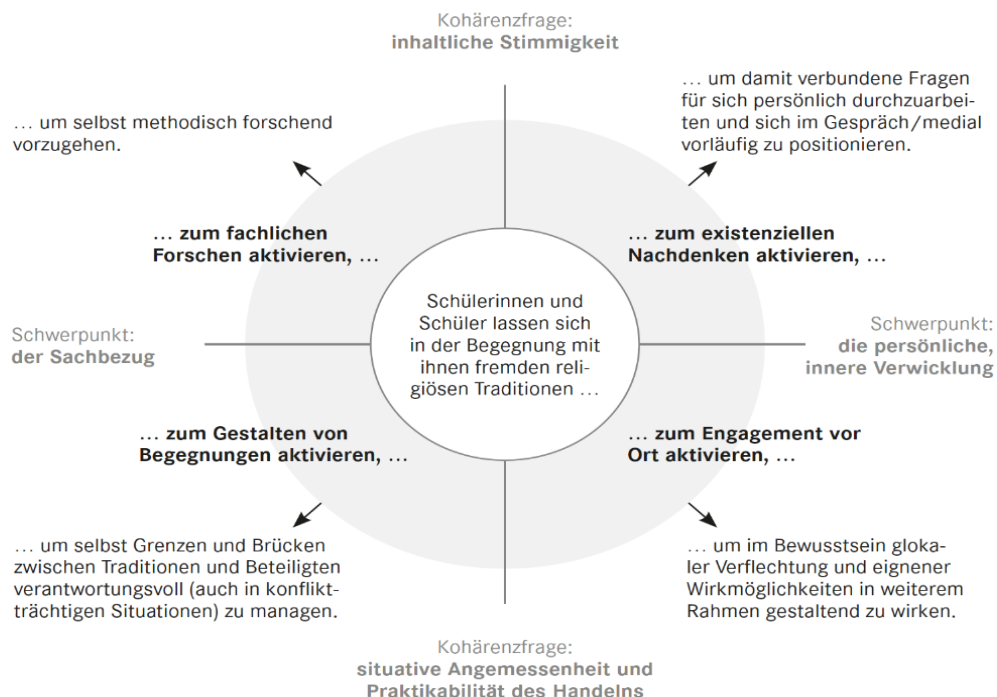 Kohärenzfrage:
inhaltliche Stimmigkeit
… um selbst methodisch forschend
vorzugehen.
… um damit verbundene Fragen
für sich persönlich durchzuarbei-
ten und sich im Gespräch/medial
vorläufig zu positionieren.
… zum fachlichen
Forschen aktivieren, …
… zum existenziellen
Nachdenken aktivieren, …
Schwerpunkt:
der Sachbezug
Schülerinnen und
Schüler lassen sich
in der Begegnung mit
ihnen fremden reli-
giösen Traditionen …
Schwerpunkt:
die persönliche,
innere Verwicklung
… zum Gestalten von
Begegnungen aktivieren, …
… zum Engagement vor
Ort aktivieren, …
… um selbst Grenzen und Brücken
zwischen Traditionen und Beteiligten
verantwortungsvoll (auch in konflikt-
trächtigen Situationen) zu managen.
… um im Bewusstsein gloka-
ler Verflechtung und eigner
Wirkmöglichkeiten in weiterem
Rahmen gestaltend zu wirken.
Kohärenzfrage:
situative Angemessenheit und
Praktikabilität des Handelns